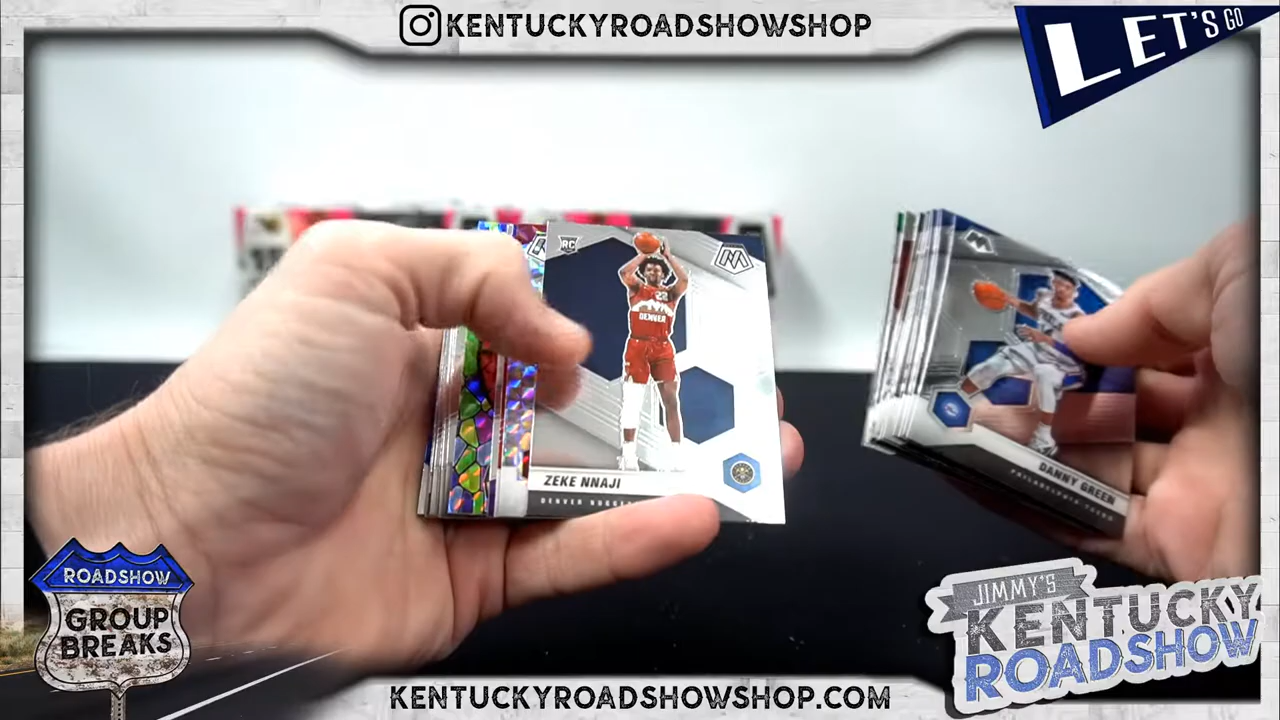 KENTUCKYROADSHOWSHOP
LET'S GO
RC
22
DENVER
ZEKE NNAJI
DENVER
DANNY GREEN
PHILADELPHIA 76ERS
ROADSHOW
GROUP
BREAKS
JIMMY'S
KENTUCKY
ROADSHOW
KENTUCKYROADSHOWSHOP.COM